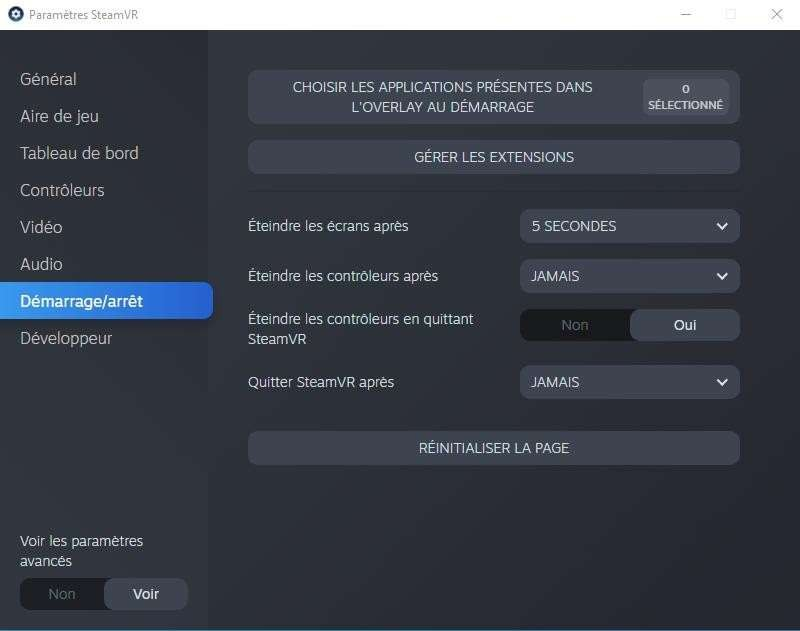 Paramètres SteamVR
Général
Aire de jeu
Tableau de bord
Contrôleurs
Vidéo
Audio
Démarrage/arrêt
Développeur
Voir les paramètres
avancés
Non Voir
CHOISIR LES APPLICATIONS PRÉSENTES DANS
L'OVERLAY AU DÉMARRAGE
0
SÉLECTIONNÉ
GÉRER LES EXTENSIONS
Éteindre les écrans après 5 SECONDES
Éteindre les contrôleurs après JAMAIS
Éteindre les contrôleurs en quittant
SteamVR
Non Oui
Quitter SteamVR après JAMAIS
RÉINITIALISER LA PAGE